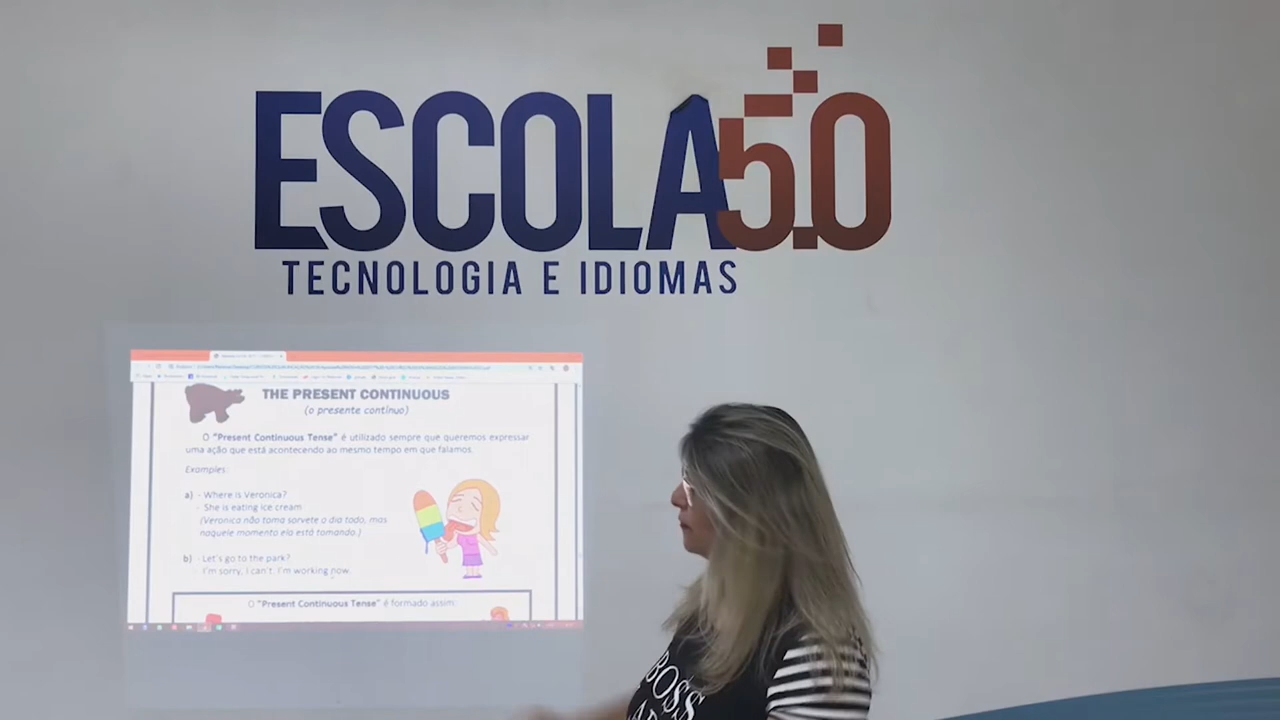 ESCOLA 5.0
TECNOLOGIA E IDIOMAS
THE PRESENT CONTINUOUS
(o presente contínuo)
O "Present Continuous Tense" é utilizado sempre que queremos expressar
uma ação que está acontecendo ao mesmo tempo em que falamos.
Examples:
a) - Where is Veronica?
- She is eating ice cream
(Veronica não toma sorvete o dia todo, mas
naquele momento ela está tomando.)
b) - Let's go to the park?
- I'm sorry, I can't. I'm working now.
O "Present Continuous Tense" é formado assim:
BO$$